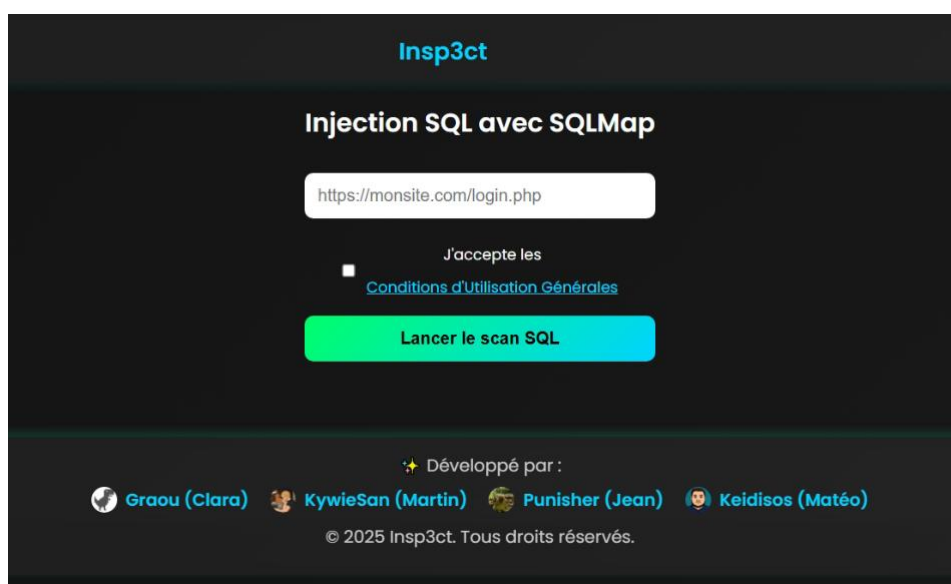 Insp3ct
Injection SQL avec SQLMap
https://monsite.com/login.php
J'accepte les
Conditions d'Utilisation Générales
Lancer le scan SQL
✨ Développé par :
Graou (Clara) KywieSan (Martin) Punisher (Jean) Keidisos (Matéo)
© 2025 Insp3ct. Tous droits réservés.